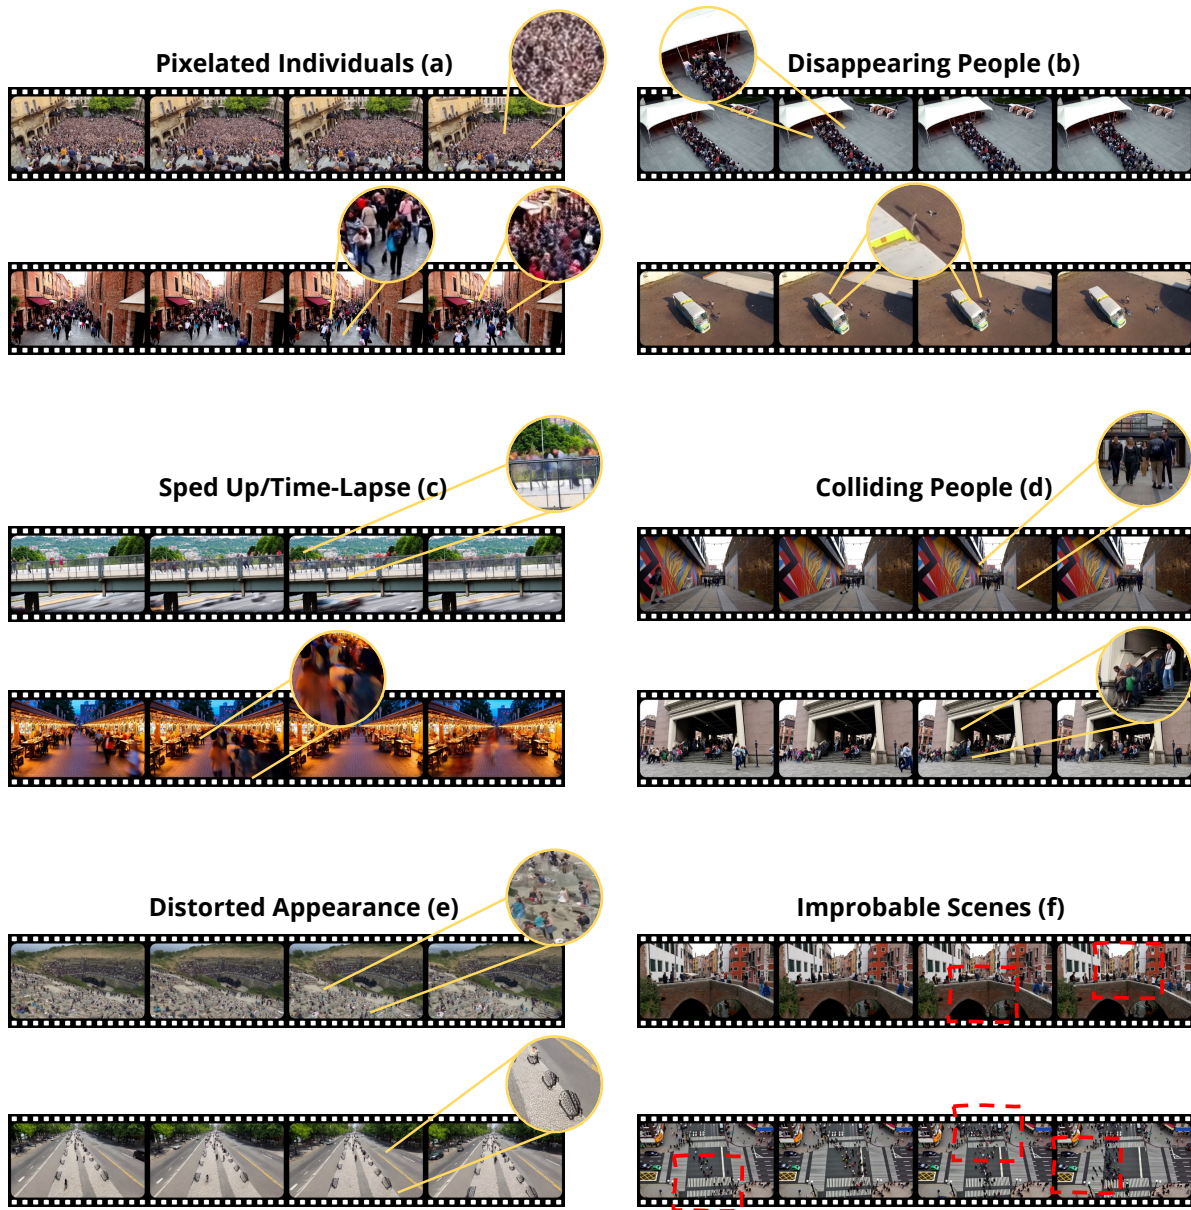 Pixelated Individuals (a)
Disappearing People (b)
Sped Up/Time-Lapse (c)
Colliding People (d)
Distorted Appearance (e)
Improbable Scenes (f)